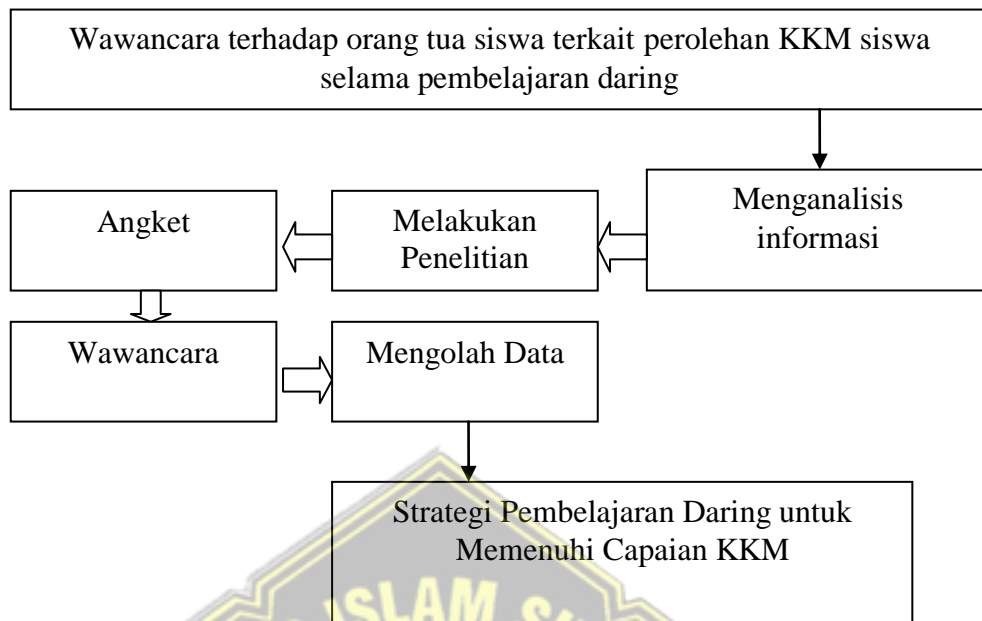 Wawancara terhadap orang tua siswa terkait perolehan KKM siswa
selama pembelajaran daring
Menganalisis
informasi
Melakukan
Penelitian
Angket
Wawancara
Mengolah Data
Strategi Pembelajaran Daring untuk
Memenuhi Capaian KKM
ISLAM